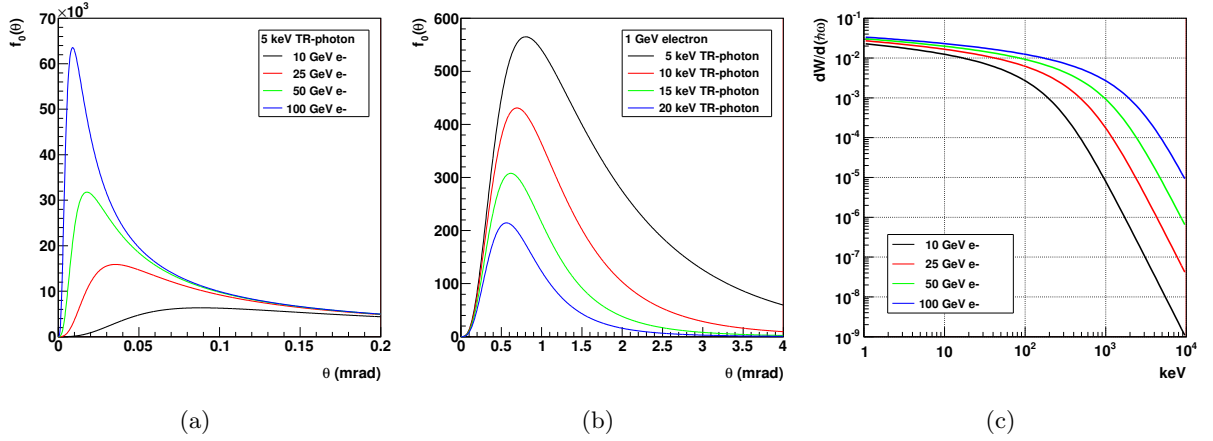 ×10³
f₀(θ)
70
60
50
40
30
20
10
0
5 keV TR-photon
10 GeV e-
25 GeV e-
50 GeV e-
100 GeV e-
0 0.05 0.1 0.15 0.2
θ (mrad)
(a)
f₀(θ)
600
500
400
300
200
100
0
1 GeV electron
5 keV TR-photon
10 keV TR-photon
15 keV TR-photon
20 keV TR-photon
0 0.5 1 1.5 2 2.5 3 3.5 4
θ (mrad)
(b)
dW/d(ℏω)
10⁻¹
10⁻²
10⁻³
10⁻⁴
10⁻⁵
10⁻⁶
10⁻⁷
10⁻⁸
10⁻⁹
10 GeV e-
25 GeV e-
50 GeV e-
100 GeV e-
1 10 10² 10³ 10⁴
keV
(c)